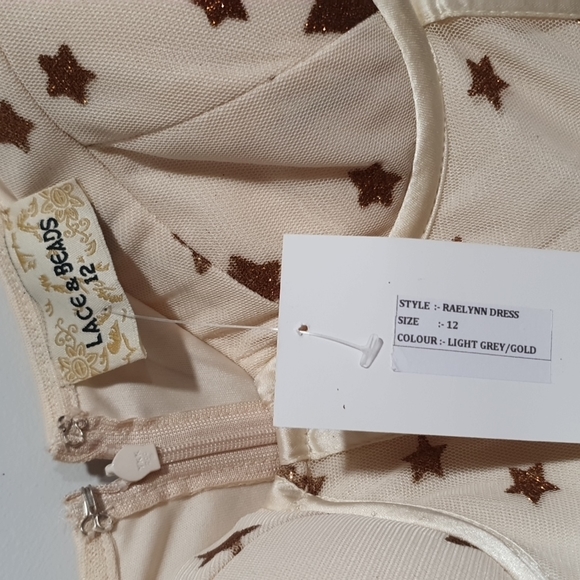 LACE & BEADS
12
STYLE :- RAELYNN DRESS
SIZE :- 12
COLOUR :- LIGHT GREY/GOLD